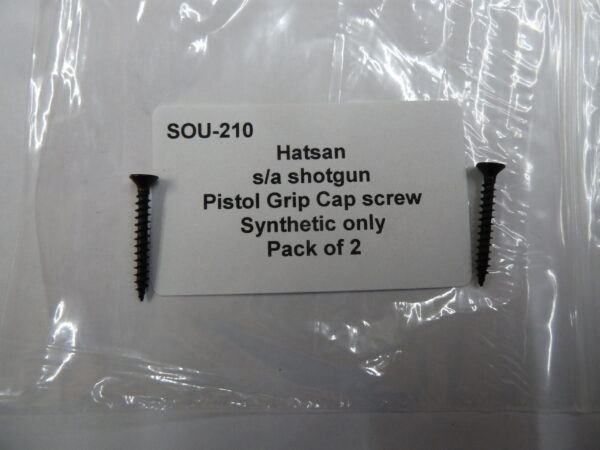 SOU-210
Hatsan
s/a shotgun
Pistol Grip Cap screw
Synthetic only
Pack of 2